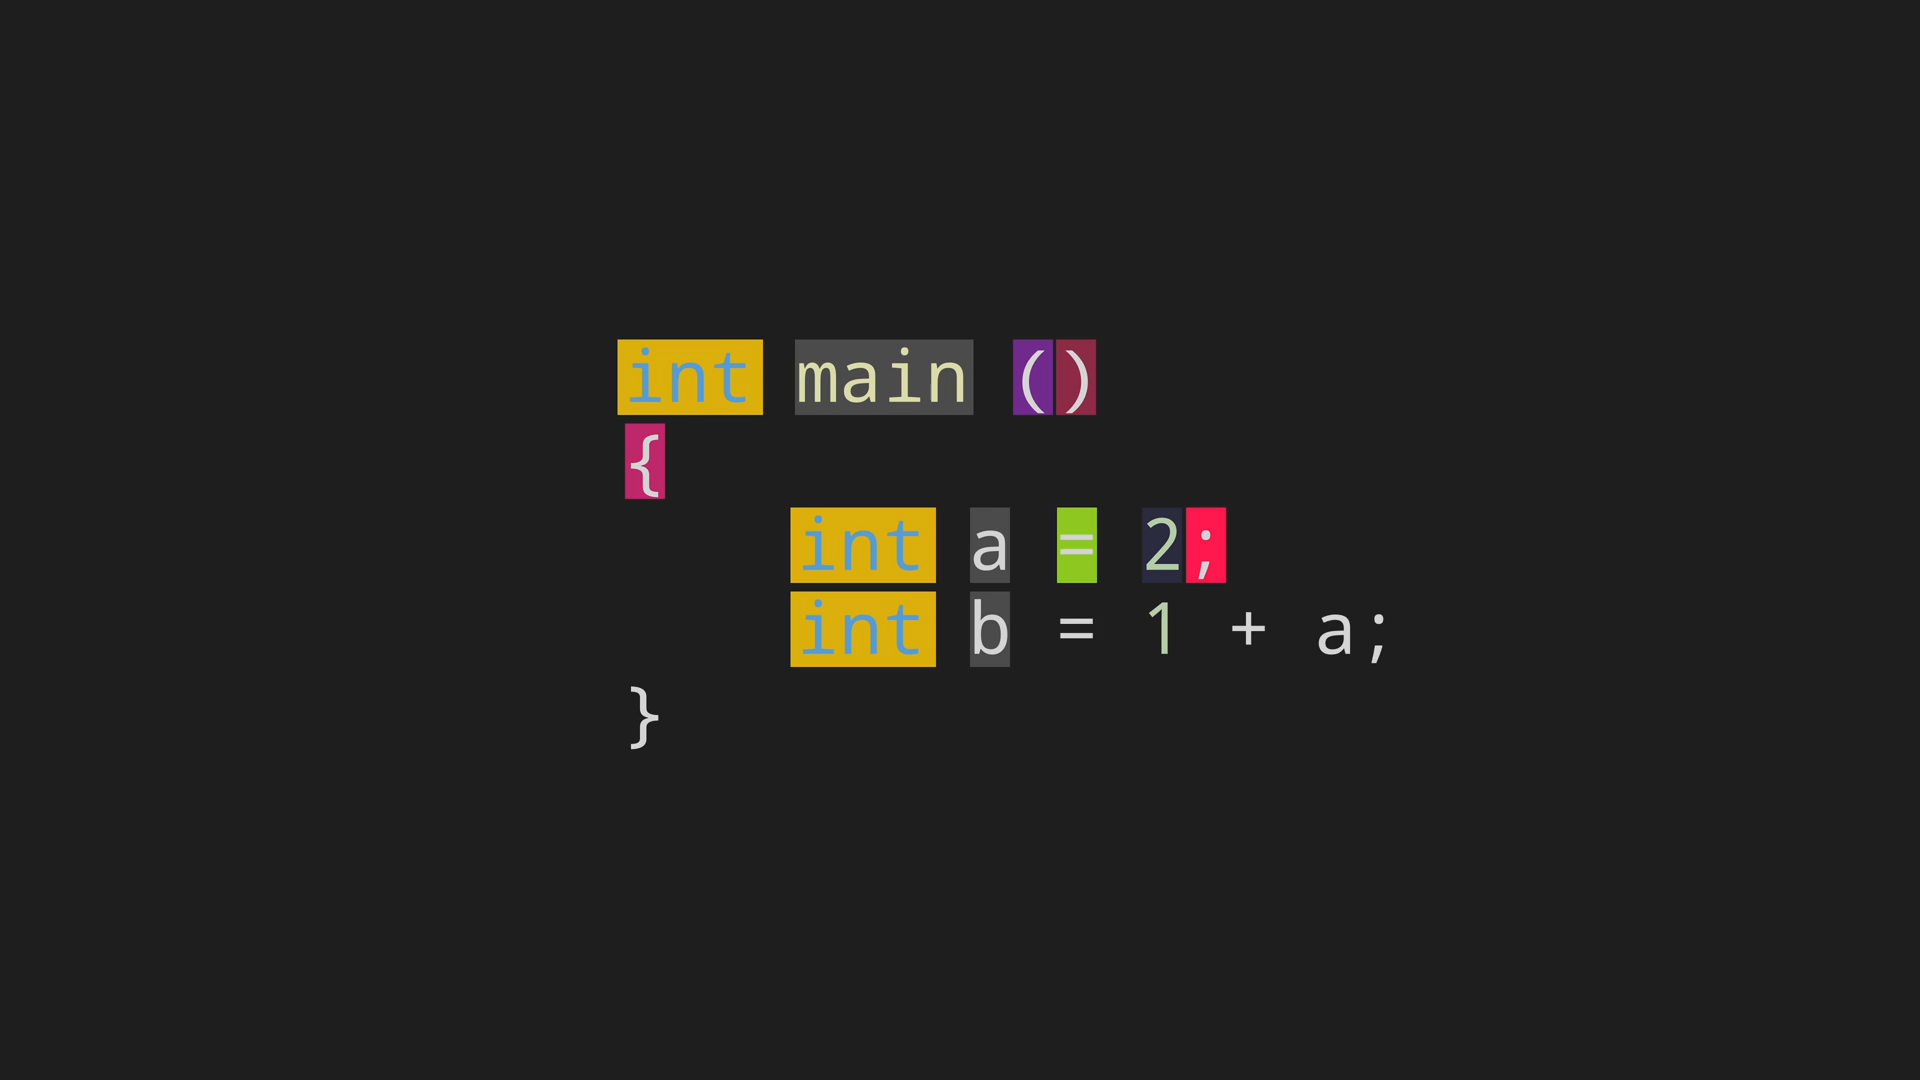 int main ()
{
    int a = 2;
    int b = 1 + a;
}